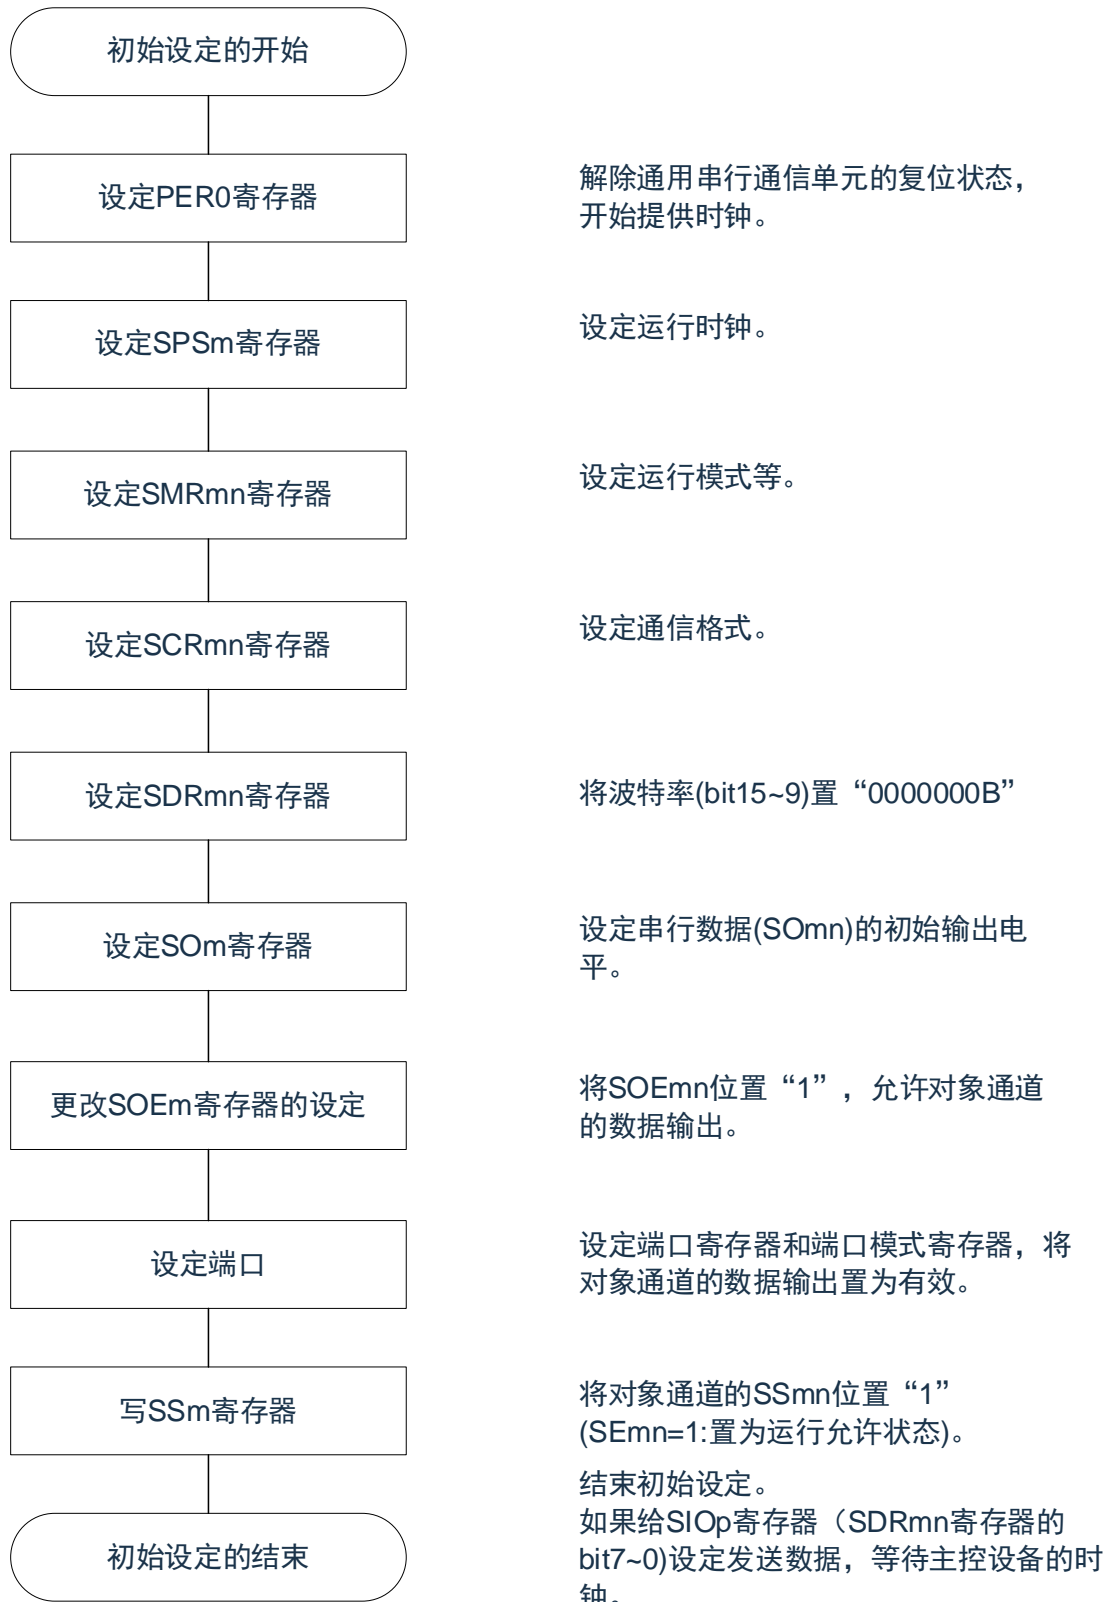 初始设定的开始
设定PER0寄存器
解除通用串行通信单元的复位状态，
开始提供时钟。
设定SPSm寄存器
设定运行时钟。
设定SMRmn寄存器
设定运行模式等。
设定SCRmn寄存器
设定通信格式。
设定SDRmn寄存器
将波特率(bit15~9)置“0000000B”
设定SOm寄存器
设定串行数据(SOmn)的初始输出电
平。
更改SOEm寄存器的设定
将SOEmn位置“1”，允许对象通道
的数据输出。
设定端口
设定端口寄存器和端口模式寄存器，将
对象通道的数据输出置为有效。
写SSm寄存器
将对象通道的SSmn位置“1”
(SEmn=1:置为运行允许状态)。
初始设定的结束
结束初始设定。
如果给SIOp寄存器（SDRmn寄存器的
bit7~0)设定发送数据，等待主控设备的时
钟。